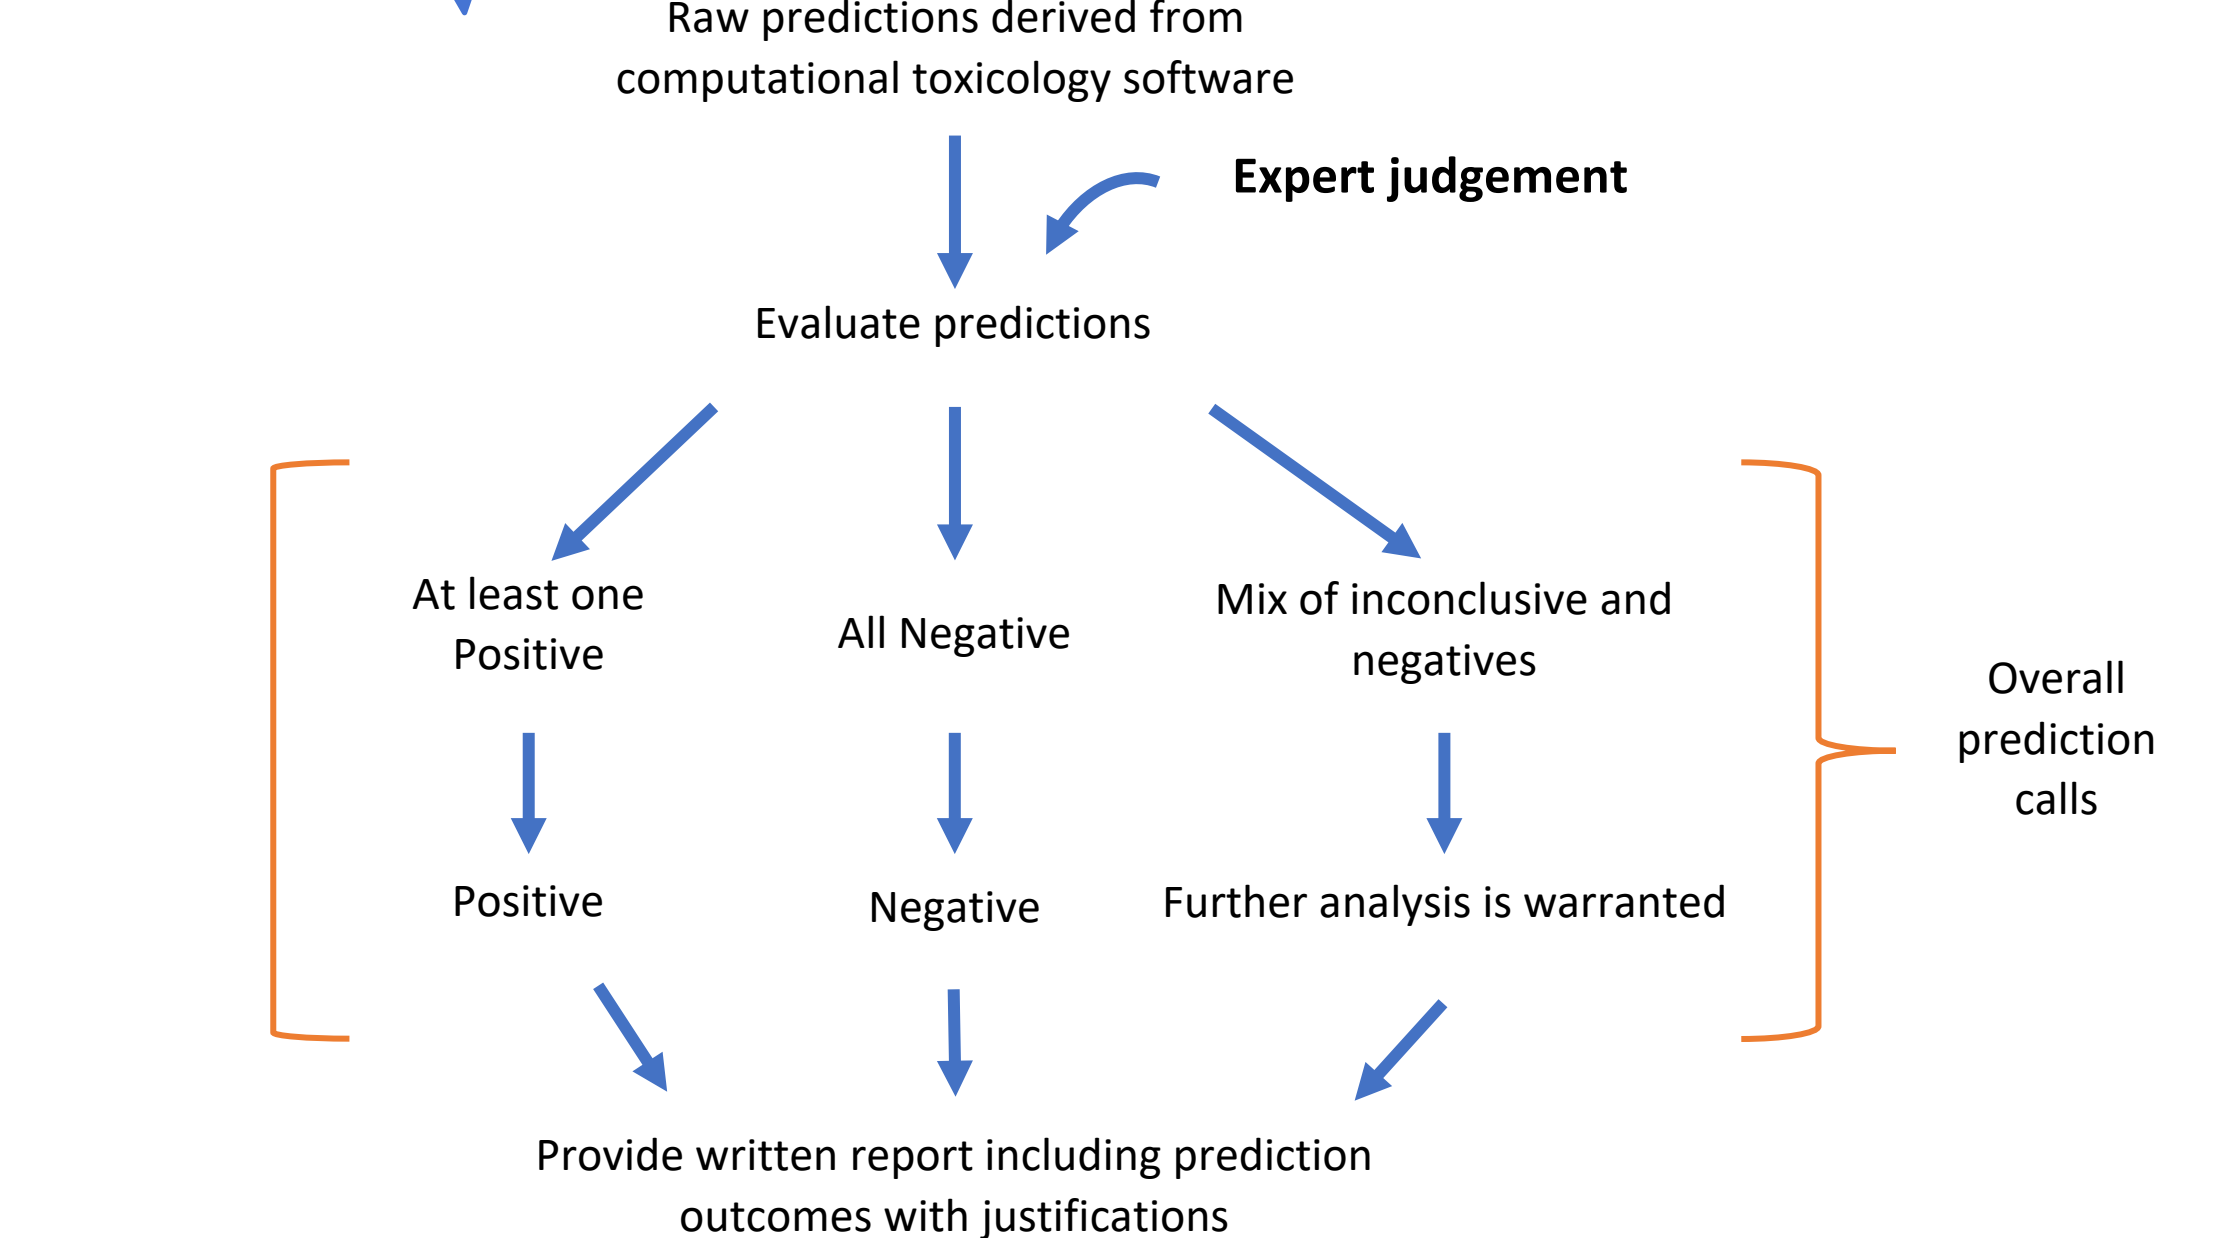 Raw predictions derived from
computational toxicology software
Expert judgement
Evaluate predictions
At least one
Positive
All Negative
Mix of inconclusive and
negatives
Overall
prediction
calls
Positive
Negative
Further analysis is warranted
Provide written report including prediction
outcomes with justifications